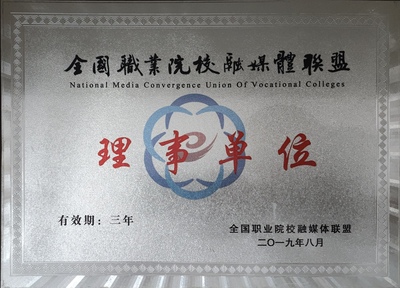 全國職業院校融媒體聯盟
National Media Convergence Union Of Vocational Colleges
理事单位
有效期：三年
全国职业院校融媒体联盟
二〇一九年八月